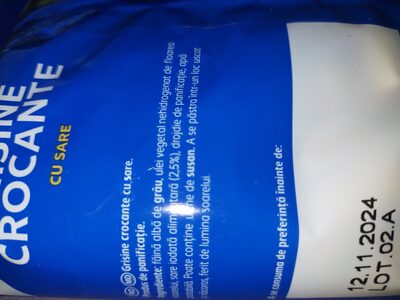 CROCANTE
CU SARE
Grisine crocante cu sare.
de panificație.
făină albă de grâu, ulei vegetal nehidrogenat de floarea
sare iodată alimentară (2,5%), drojdie de panificație, apă
Poate conține de susan. A se păstra într-un loc uscat
ferit de lumina soarelui.
se consuma de preferință înainte de:
12.11.2024
LOT.02.A